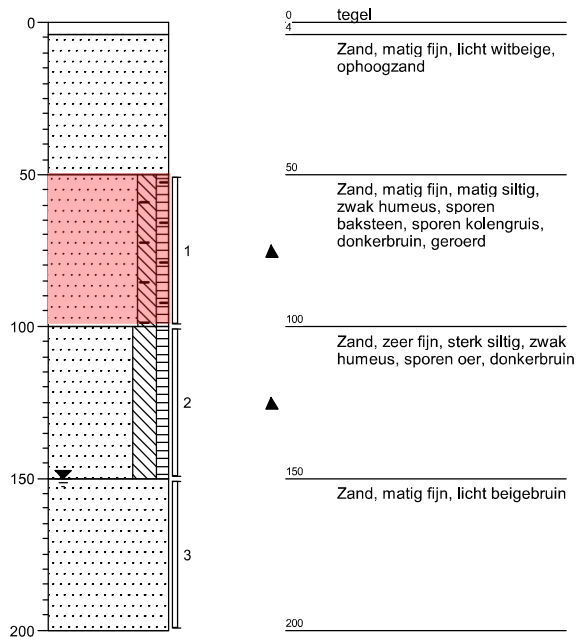 0
0
tegel
4
Zand, matig fijn, licht witbeige,
ophoogzand
50
50
Zand, matig fijn, matig siltig,
zwak humeus, sporen
baksteen, sporen kolengruis,
donkerbruin, geroerd
1
100
100
Zand, zeer fijn, sterk siltig, zwak
humeus, sporen oer, donkerbruin
2
150
150
Zand, matig fijn, licht beigebruin
3
200
200